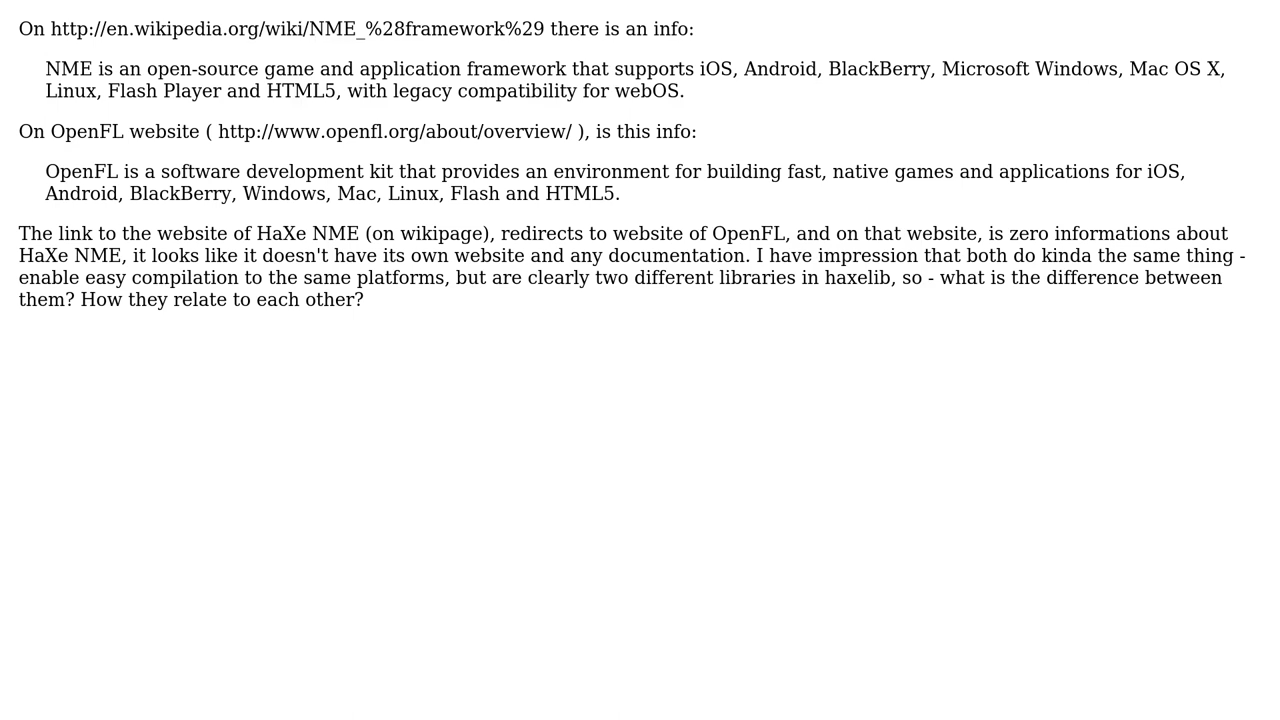 On http://en.wikipedia.org/wiki/NME_%28framework%29 there is an info:
NME is an open-source game and application framework that supports iOS, Android, BlackBerry, Microsoft Windows, Mac OS X,
Linux, Flash Player and HTML5, with legacy compatibility for webOS.
On OpenFL website ( http://www.openfl.org/about/overview/ ), is this info:
OpenFL is a software development kit that provides an environment for building fast, native games and applications for iOS,
Android, BlackBerry, Windows, Mac, Linux, Flash and HTML5.
The link to the website of HaXe NME (on wikipage), redirects to website of OpenFL, and on that website, is zero informations about
HaXe NME, it looks like it doesn't have its own website and any documentation. I have impression that both do kinda the same thing -
enable easy compilation to the same platforms, but are clearly two different libraries in haxelib, so - what is the difference between
them? How they relate to each other?